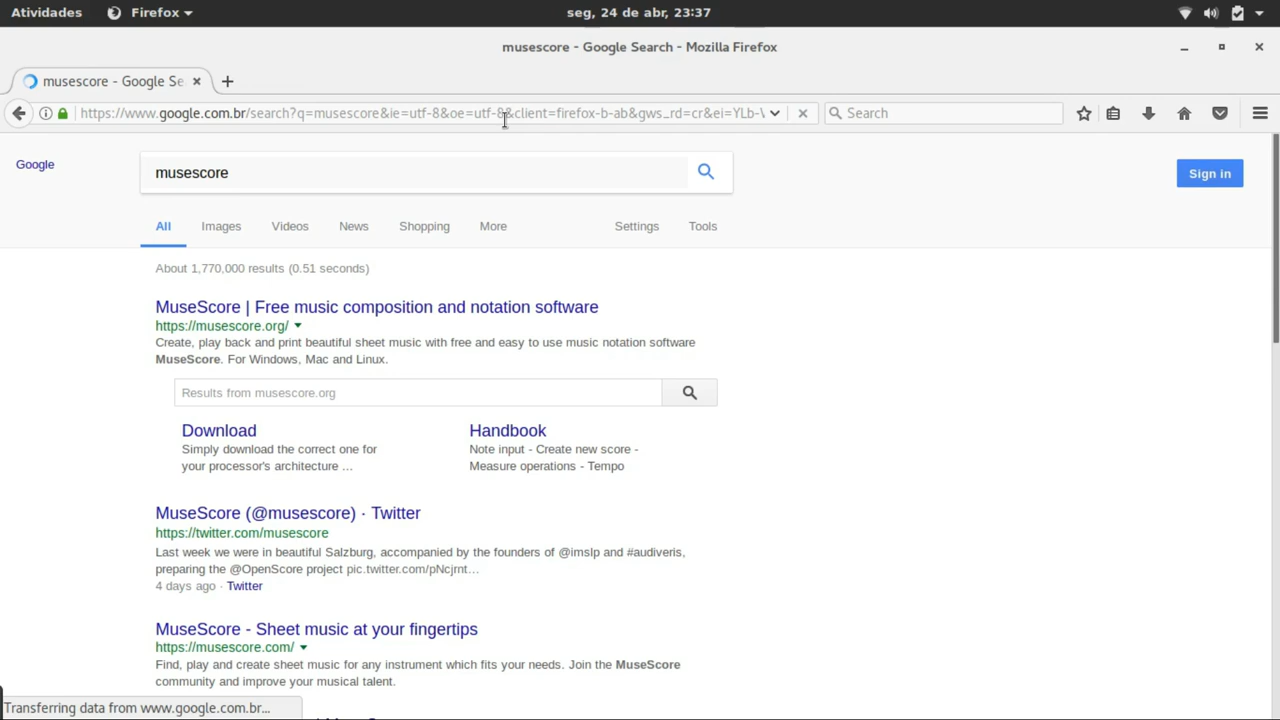 Atividades Firefox seg, 24 de abr, 23:37
musescore - Google Search - Mozilla Firefox
musescore - Google Se
https://www.google.com.br/search?q=musescore&ie=utf-8&oe=utf-8&client=firefox-b-ab&gws_rd=cr&ei=YLb-\ Search
Google
musescore
Sign in
All Images Videos News Shopping More Settings Tools
About 1,770,000 results (0.51 seconds)
MuseScore | Free music composition and notation software
https://musescore.org/
Create, play back and print beautiful sheet music with free and easy to use music notation software
MuseScore. For Windows, Mac and Linux.
Results from musescore.org
Download Handbook
Simply download the correct one for Note input - Create new score -
your processor's architecture ... Measure operations - Tempo
MuseScore (@musescore) · Twitter
https://twitter.com/musescore
Last week we were in beautiful Salzburg, accompanied by the founders of @imslp and #audiveris,
preparing the @OpenScore project pic.twitter.com/pNcjrnt…
4 days ago · Twitter
MuseScore - Sheet music at your fingertips
https://musescore.com/
Find, play and create sheet music for any instrument which fits your needs. Join the MuseScore
community and improve your musical talent.
Transferring data from www.google.com.br...